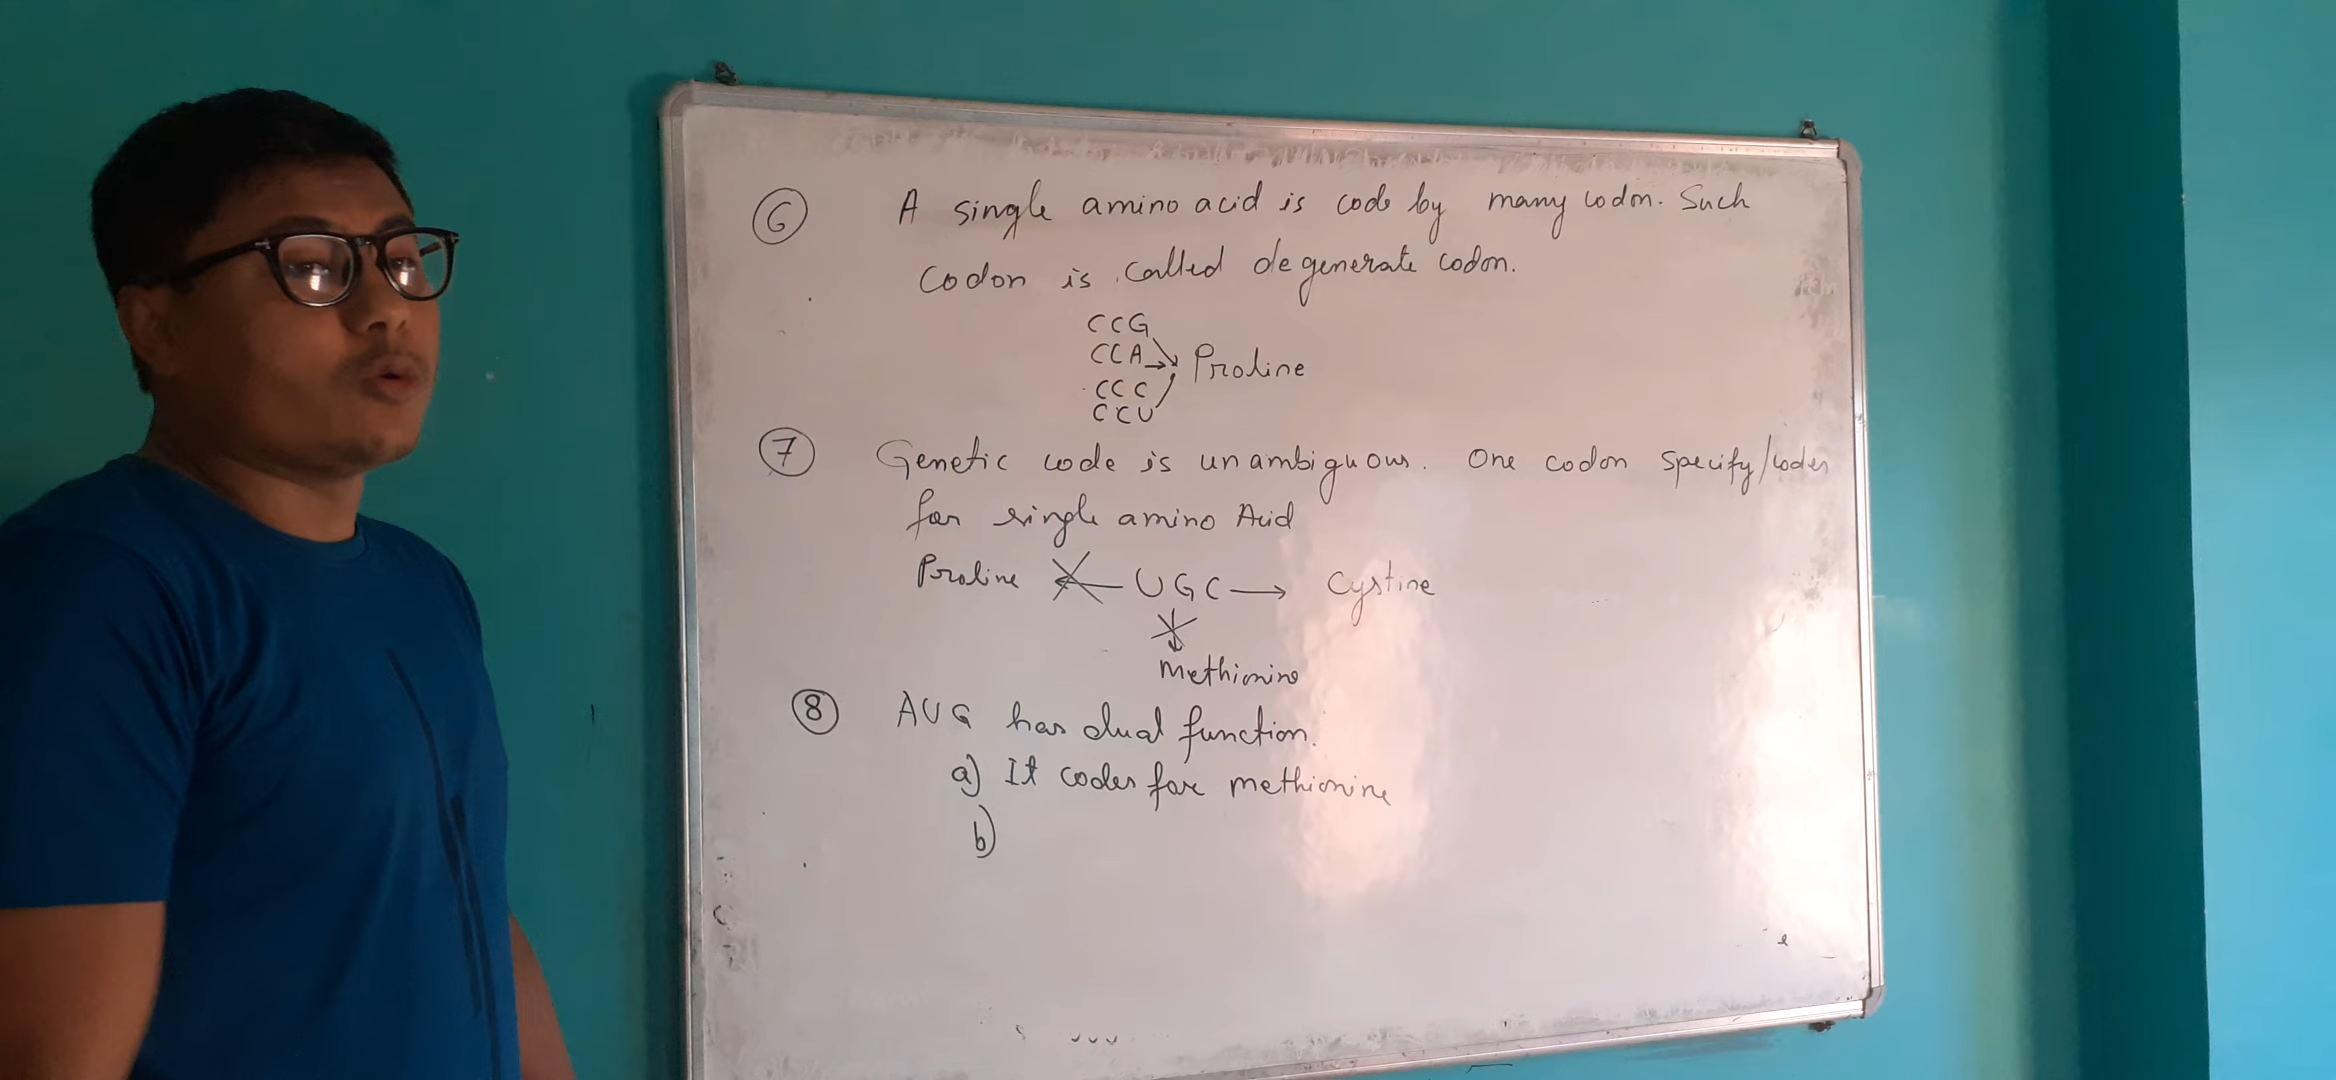 6 A single amino acid is code by many codon. Such
codon is called degenerate codon.
CCG
CCA → Proline
CCC
CCU
7 Genetic code is unambiguous. One codon specify/codes
for single amino Acid
Proline ← UGC → Cystine
Methionine
8 AUG has dual function.
a) It codes for methionine
b)